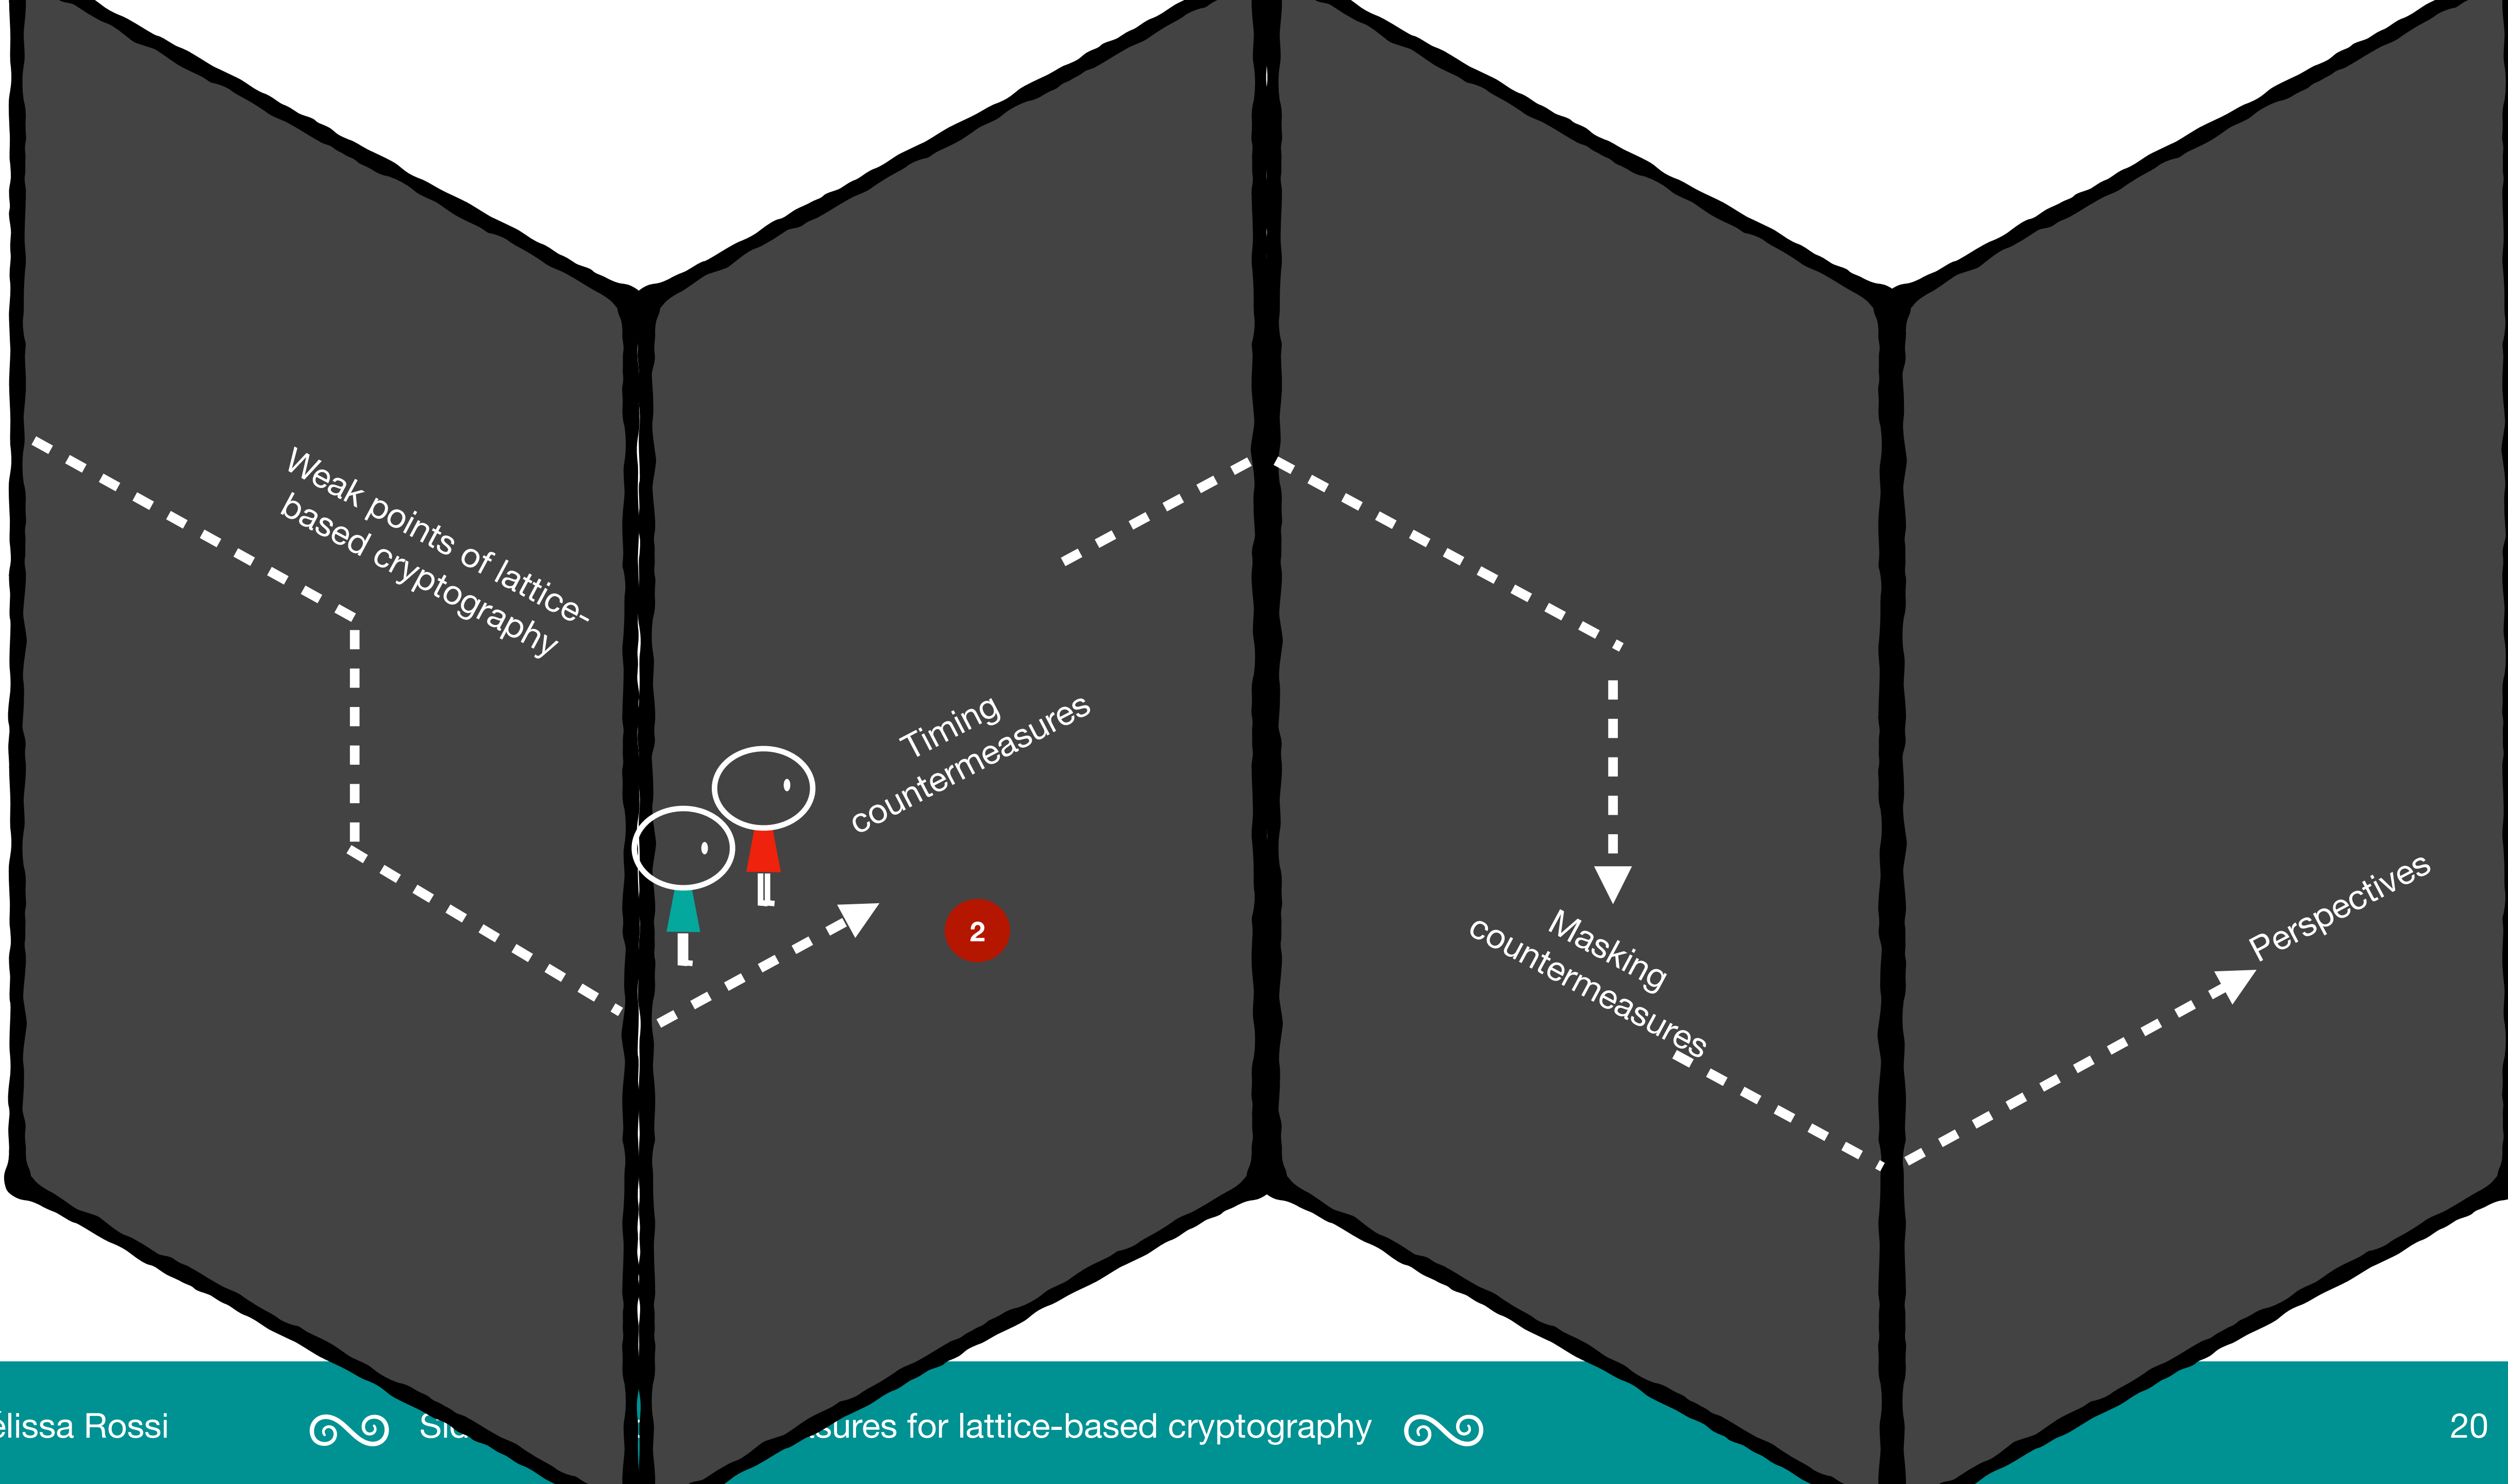 Weak points of lattice-
based cryptography
Timing
countermeasures
2
Masking
countermeasures
Perspectives
élissa Rossi
for lattice-based cryptography
20